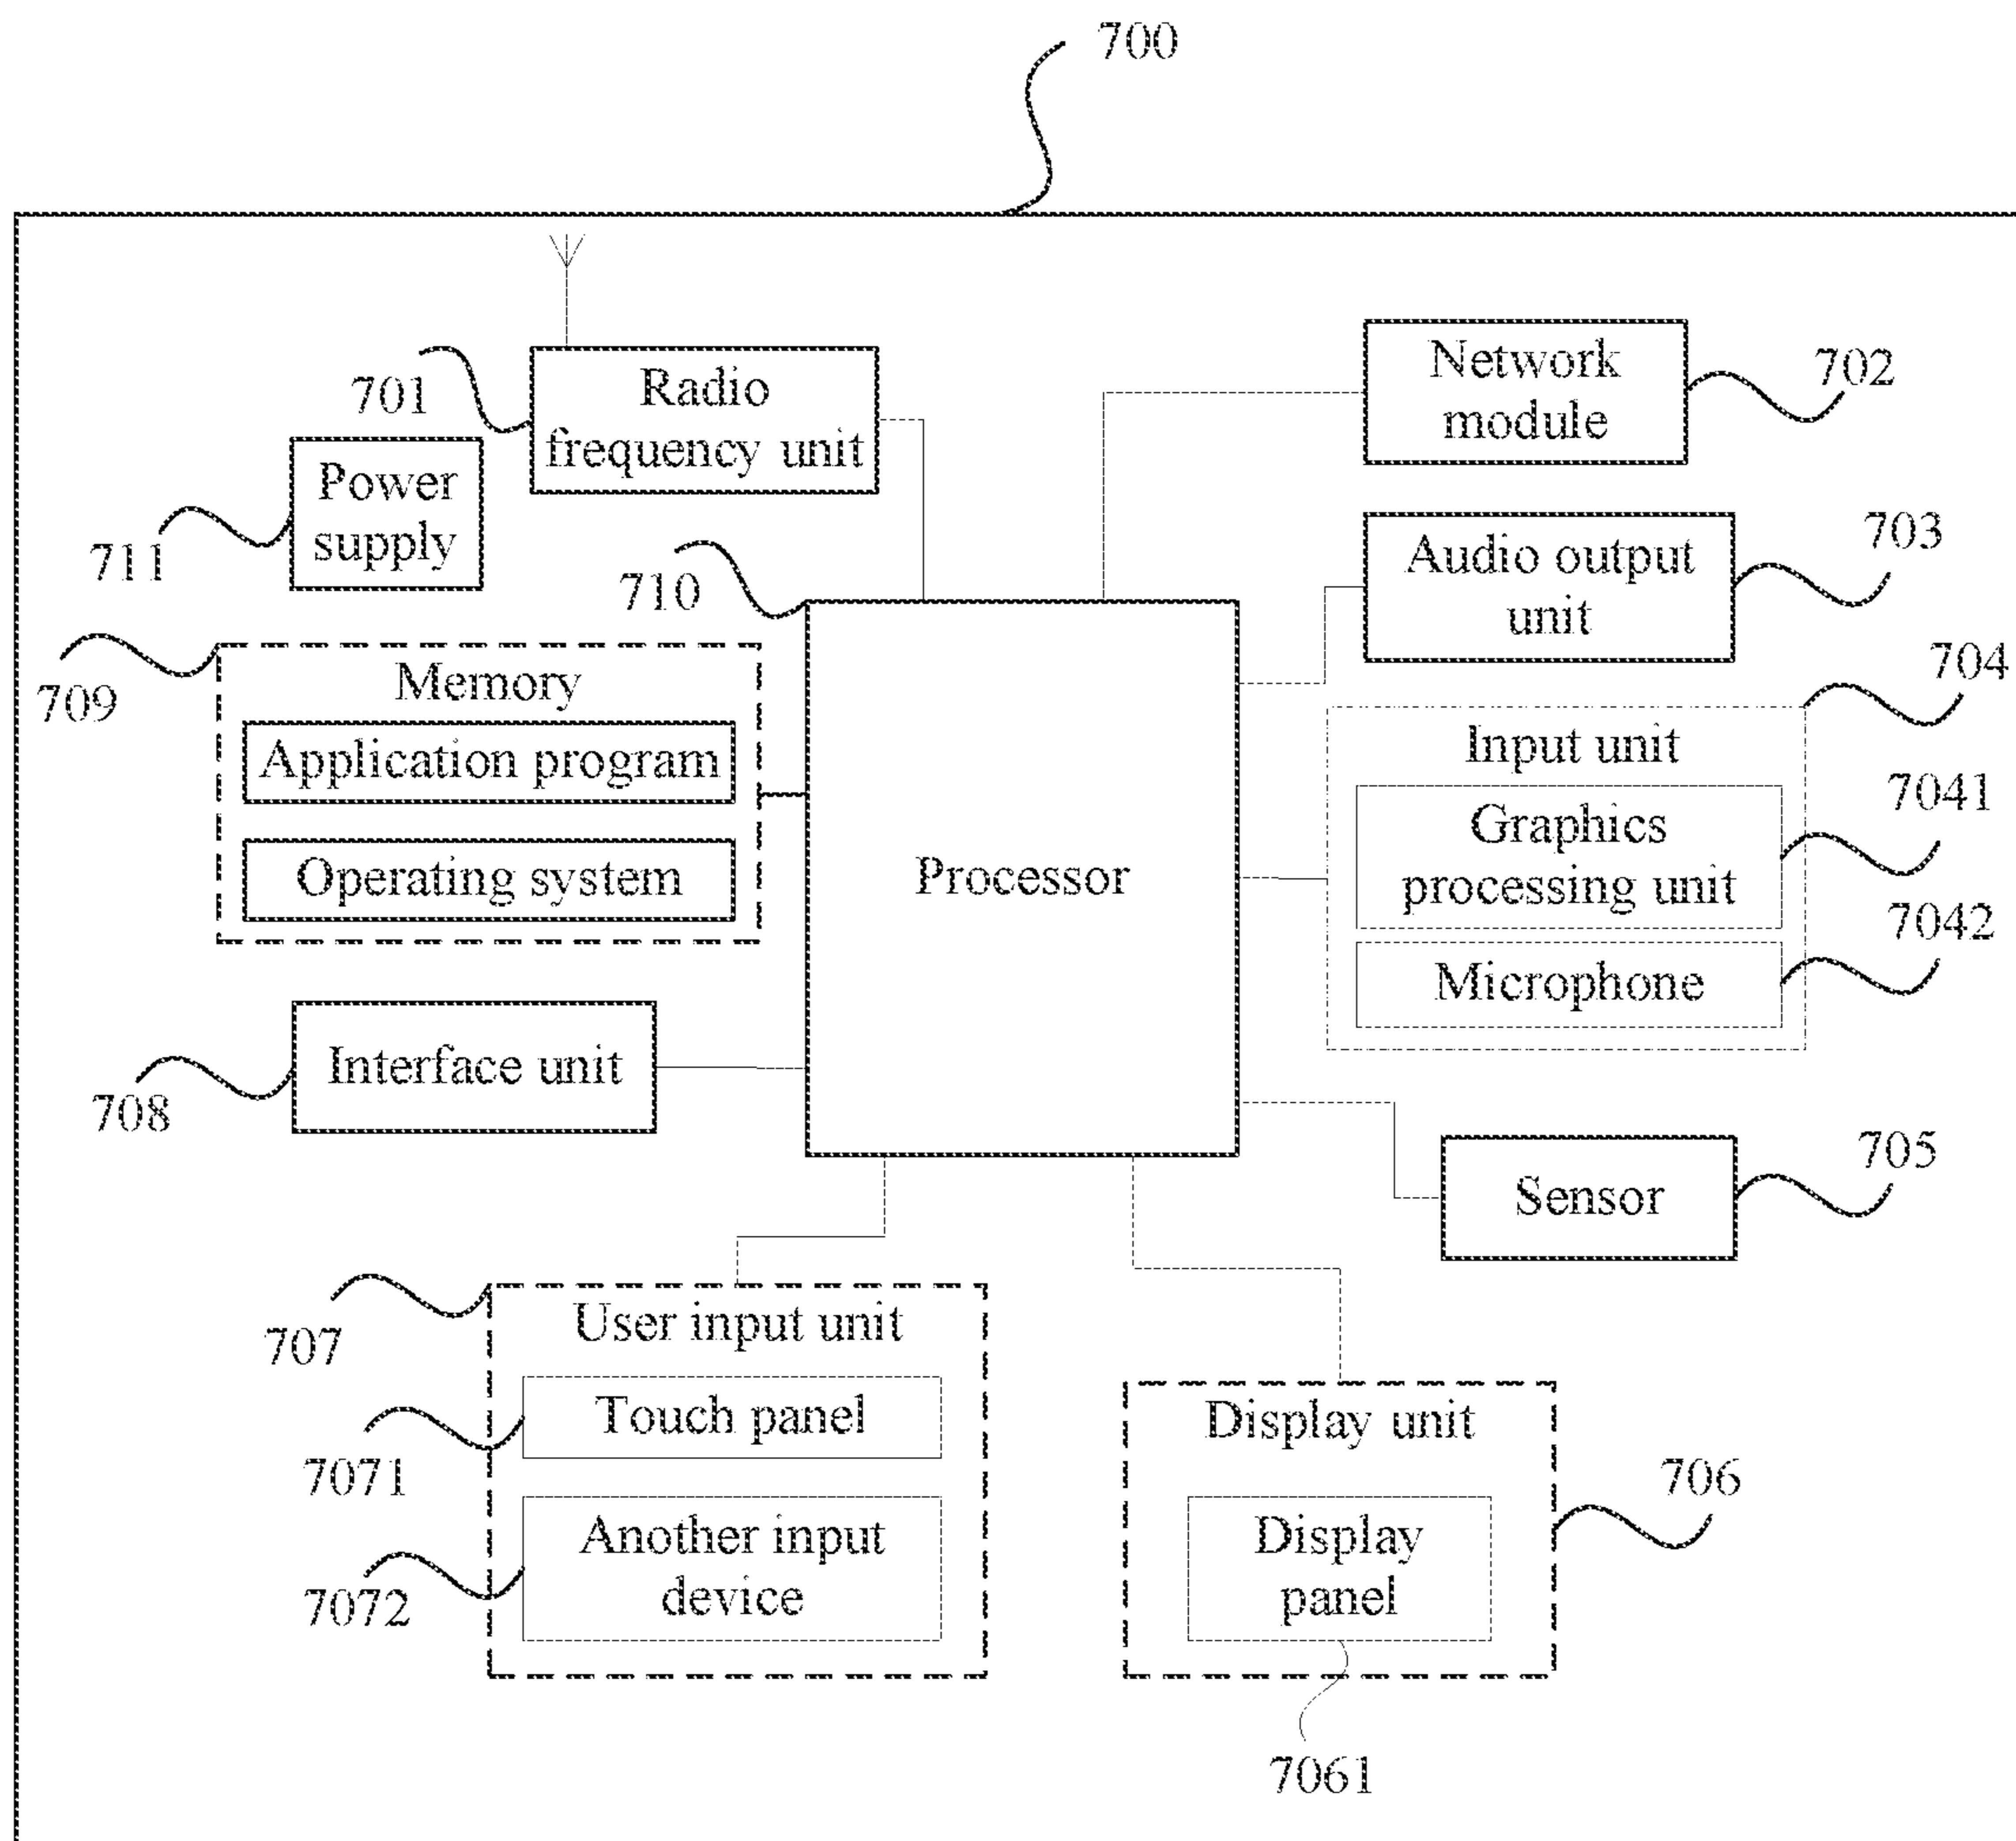 700
701
Radio
frequency unit
Network
module
702
Power
supply
711
710
Audio output
unit
703
709
Memory
Application program
Operating system
Processor
704
Input unit
Graphics
processing unit
7041
Microphone
7042
Interface unit
708
Sensor
705
707
User input unit
Touch panel
7071
Another input
device
7072
Display unit
Display
panel
706
7061